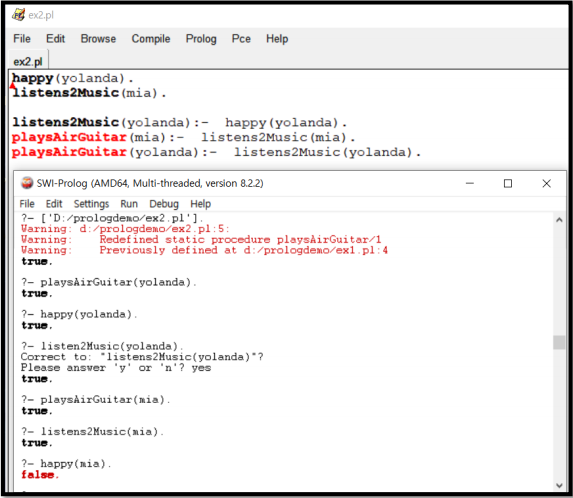 ex2.pl
File Edit Browse Compile Prolog Pce Help
ex2.pl
happy(yolanda).
listens2Music(mia).
listens2Music(yolanda):- happy(yolanda).
playsAirGuitar(mia):- listens2Music(mia).
playsAirGuitar(yolanda):- listens2Music(yolanda).
SWI-Prolog (AMD64, Multi-threaded, version 8.2.2)
File Edit Settings Run Debug Help
?- ['D:/prologdemo/ex2.pl'].
Warning: d:/prologdemo/ex2.pl:5:
Warning:    Redefined static procedure playsAirGuitar/1
Warning:    Previously defined at d:/prologdemo/ex1.pl:4
true.
?- playsAirGuitar(yolanda).
true.
?- happy(yolanda).
true.
?- listen2Music(yolanda).
Correct to: "listens2Music(yolanda)"?
Please answer 'y' or 'n'? yes
true.
?- playsAirGuitar(mia).
true.
?- listens2Music(mia).
true.
?- happy(mia).
false.